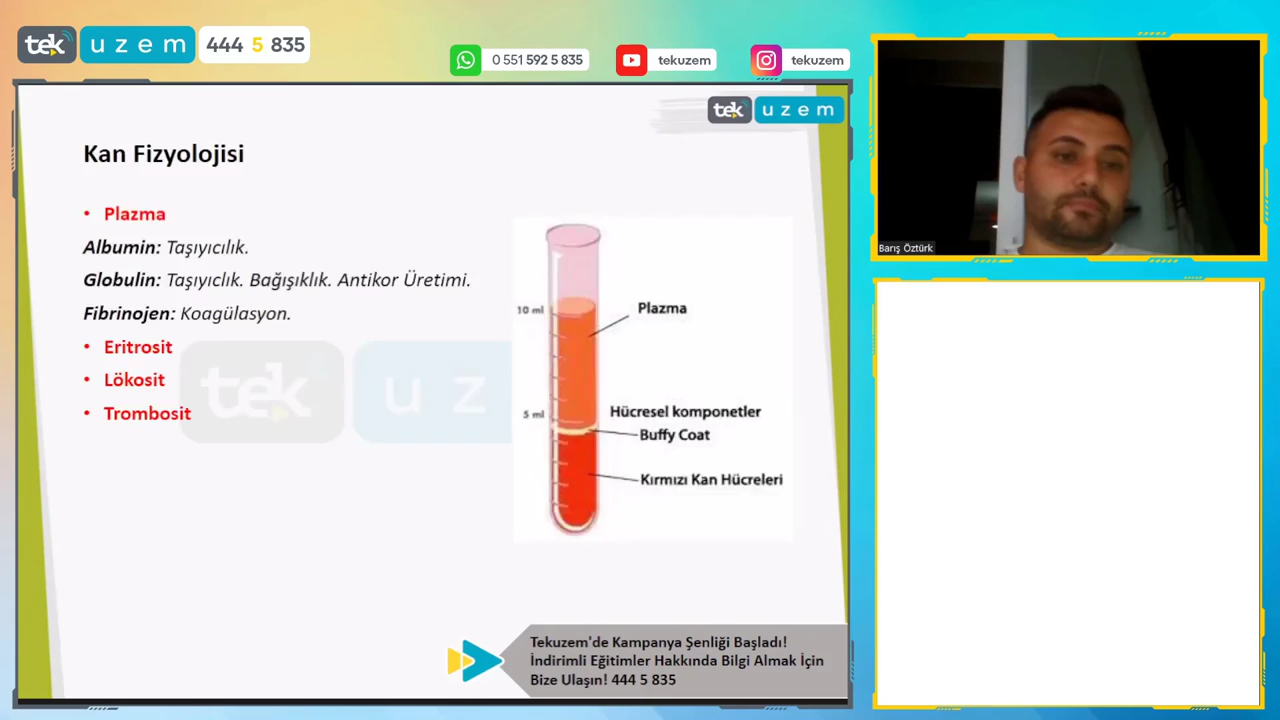 tek uzem 444 5 835
0 551 592 5 835
tekuzem
tekuzem
tek uzem
Kan Fizyolojisi
• Plazma
Albumin: Taşıyıcılık.
Globulin: Taşıyıclık. Bağışıklık. Antikor Üretimi.
Fibrinojen: Koagülasyon.
• Eritrosit
• Lökosit
• Trombosit
tek uz
10 ml
Plazma
5 ml
Hücresel komponetler
Buffy Coat
Kırmızı Kan Hücreleri
Barış Öztürk
Tekuzem'de Kampanya Şenliği Başladı!
İndirimli Eğitimler Hakkında Bilgi Almak İçin
Bize Ulaşın! 444 5 835